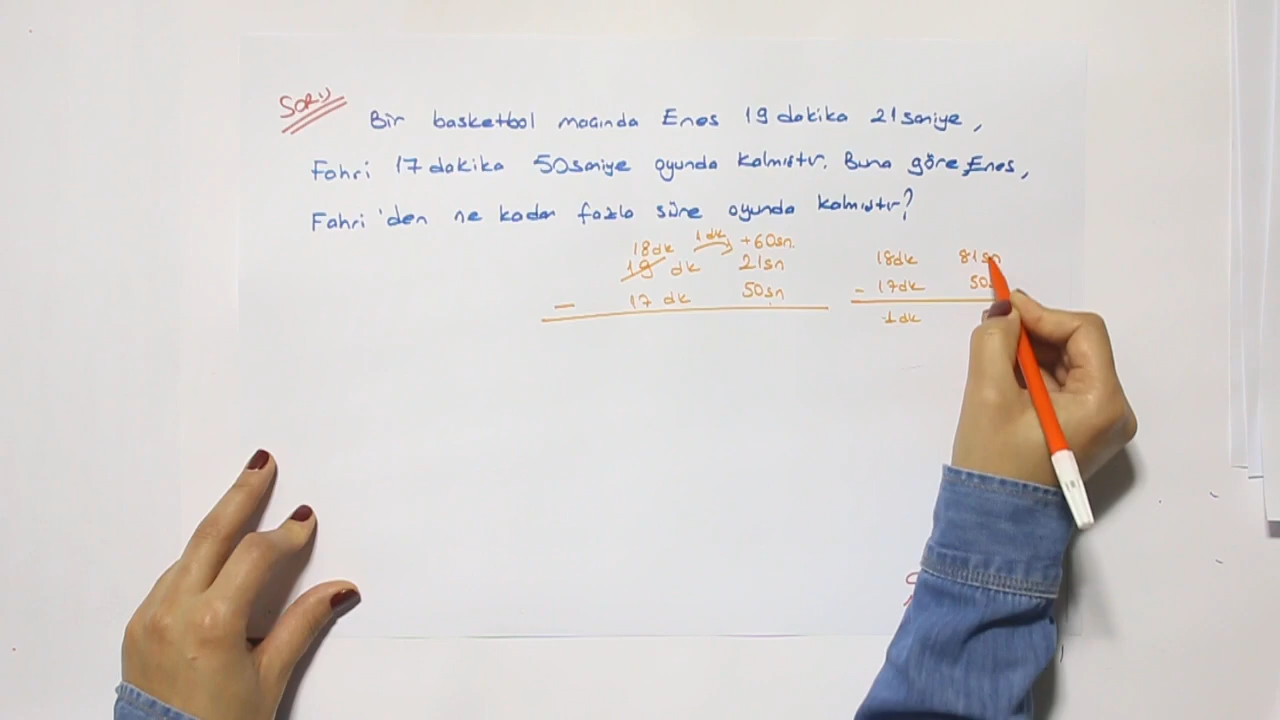 SORU
Bir basketbol maçında Enes 19 dakika 21 saniye,
Fahri 17 dakika 50 saniye oyunda kalmıştır. Buna göre Enes,
Fahri'den ne kadar fazla süre oyunda kalmıştır?
18dk 1dk +60sn.
19 dk 21sn
- 17 dk 50sn
18dk 81sn
- 17dk 50
1dk